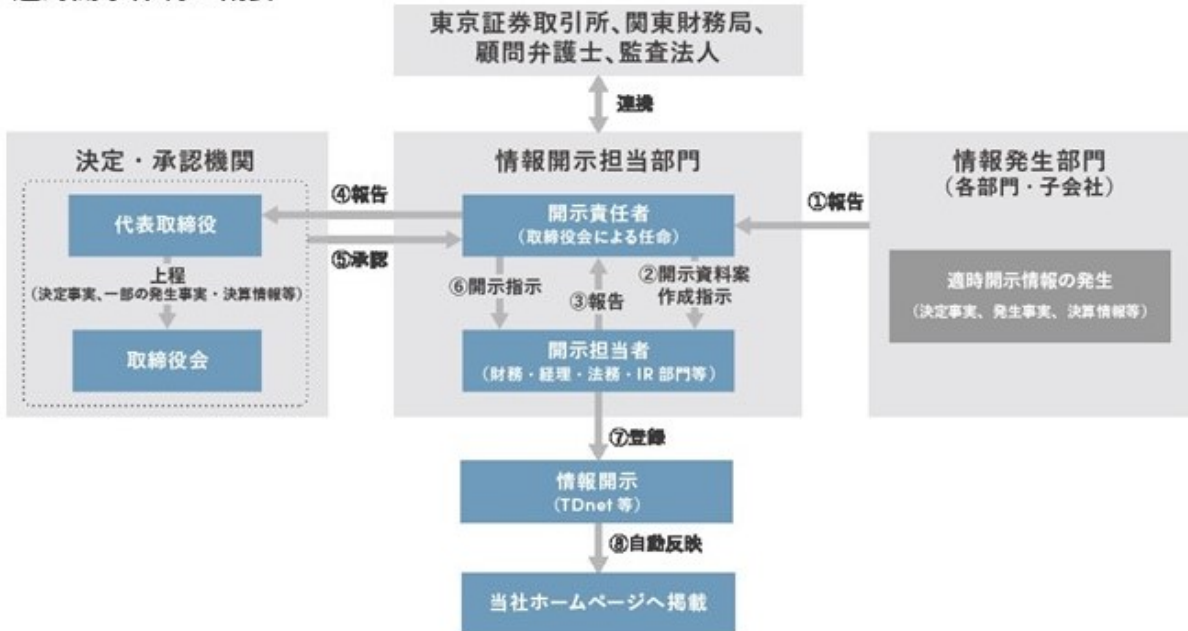 東京証券取引所、関東財務局、
顧問弁護士、監査法人
連携
決定・承認機関
代表取締役
上程
(決定事実、一部の発生事実・決算情報等)
取締役会
④報告
⑤承認
情報開示担当部門
開示責任者
(取締役会による任命)
⑥開示指示
③報告
②開示資料案
作成指示
開示担当者
(財務・経理・法務・IR部門等)
①報告
情報発生部門
(各部門・子会社)
適時開示情報の発生
(決定事実、発生事実、決算情報等)
⑦登録
情報開示
(TDnet 等)
⑧自動反映
当社ホームページへ掲載